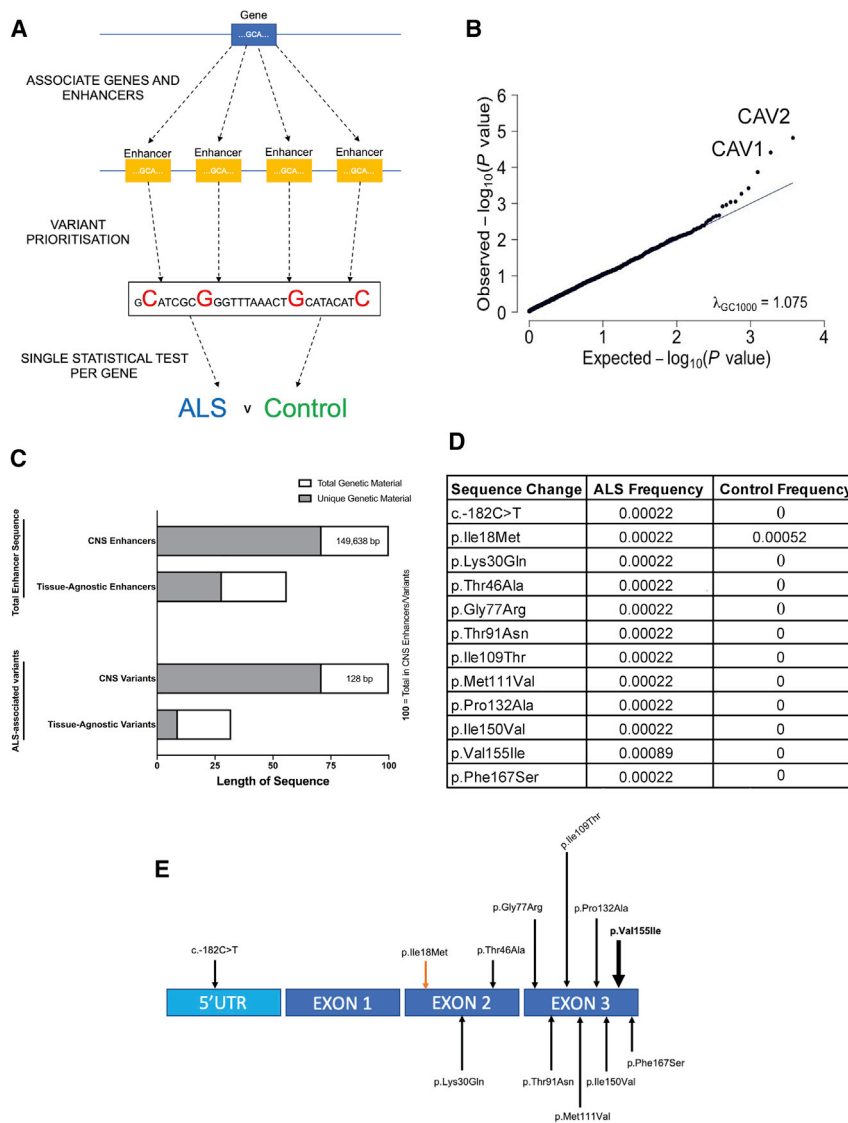 A
Gene
...GCA...
ASSOCIATE GENES AND
ENHANCERS
Enhancer Enhancer Enhancer Enhancer
...GCA... ...GCA... ...GCA... ...GCA...
VARIANT
PRIORITISATION
GCATCGCGGGTTTAAACTGCATACATC
SINGLE STATISTICAL TEST
PER GENE
ALS v Control
B
Observed – log10(P value)
6
5
4
3
2
1
0
CAV2
CAV1
λGC1000 = 1.075
0 1 2 3 4
Expected – log10(P value)
C
Total Genetic Material
Unique Genetic Material
Total Enhancer Sequence
CNS Enhancers
149,638 bp
Tissue-Agnostic Enhancers
ALS-associated variants
CNS Variants
128 bp
Tissue-Agnostic Variants
100 = Total in CNS Enhancers/Variants
0 25 50 75 100
Length of Sequence
D
Sequence Change ALS Frequency Control Frequency
c.-182C>T 0.00022 0
p.Ile18Met 0.00022 0.00052
p.Lys30Gln 0.00022 0
p.Thr46Ala 0.00022 0
p.Gly77Arg 0.00022 0
p.Thr91Asn 0.00022 0
p.Ile109Thr 0.00022 0
p.Met111Val 0.00022 0
p.Pro132Ala 0.00022 0
p.Ile150Val 0.00022 0
p.Val155Ile 0.00089 0
p.Phe167Ser 0.00022 0
E
p.Ile109Thr
p.Gly77Arg p.Pro132Ala
c.-182C>T p.Ile18Met p.Thr46Ala p.Val155Ile
5'UTR EXON 1 EXON 2 EXON 3
p.Phe167Ser
p.Lys30Gln p.Thr91Asn p.Ile150Val
p.Met111Val